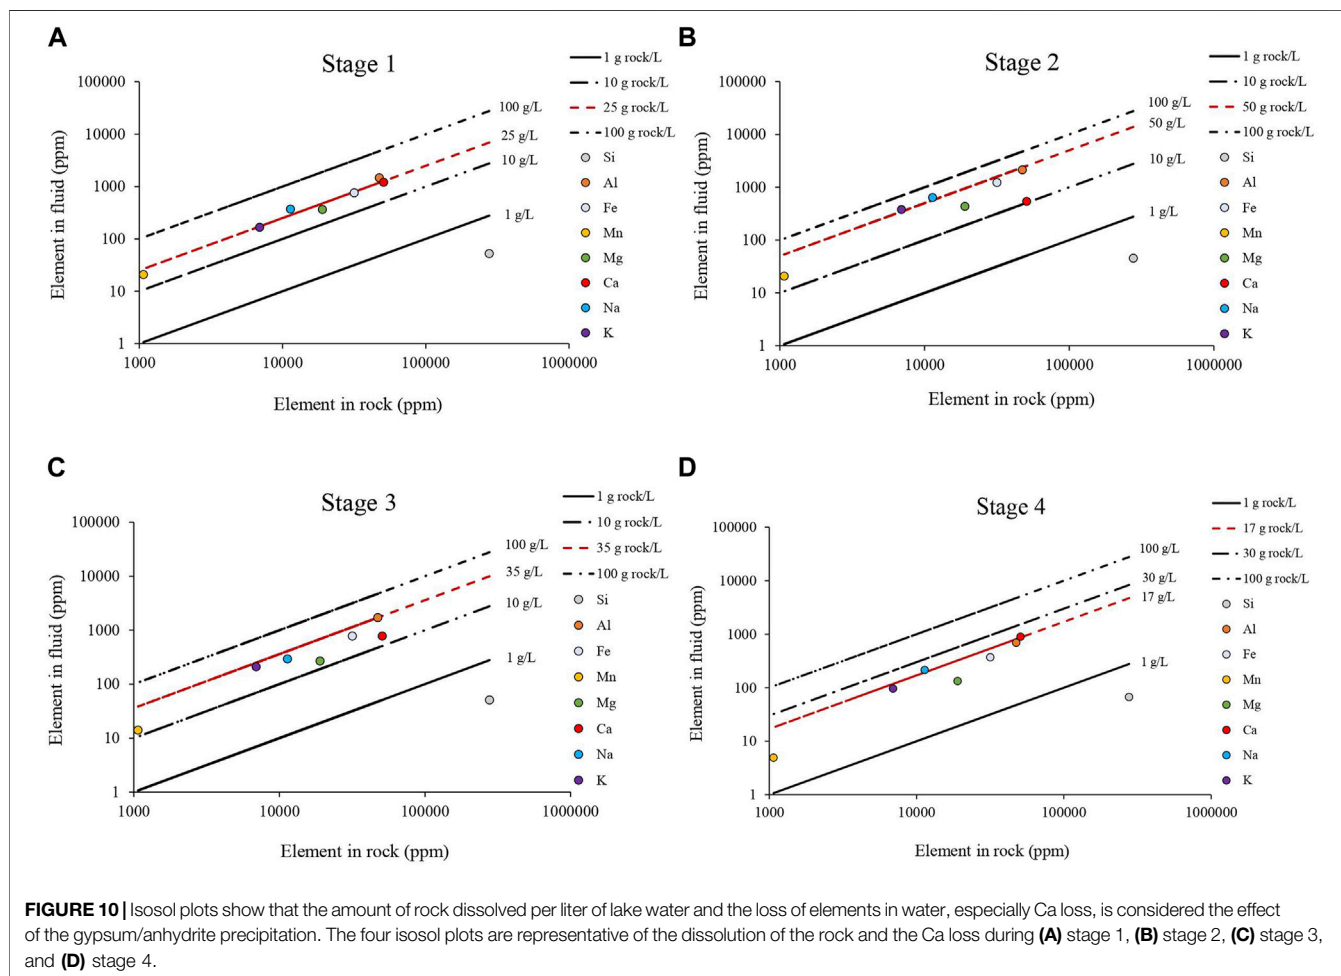 A
Stage 1
100000
10000
1000
100
10
1
1000
10000
100000
1000000
Element in fluid (ppm)
Element in rock (ppm)
100 g/L
25 g/L
10 g/L
1 g/L
1 g rock/L
10 g rock/L
25 g rock/L
100 g rock/L
Si
Al
Fe
Mn
Mg
Ca
Na
K
B
Stage 2
100000
10000
1000
100
10
1
1000
10000
100000
1000000
Element in fluid (ppm)
Element in rock (ppm)
100 g/L
50 g/L
10 g/L
1 g/L
1 g rock/L
10 g rock/L
50 g rock/L
100 g rock/L
Si
Al
Fe
Mn
Mg
Ca
Na
K
C
Stage 3
100000
10000
1000
100
10
1
1000
10000
100000
1000000
Element in fluid (ppm)
Element in rock (ppm)
100 g/L
35 g/L
10 g/L
1 g/L
1 g rock/L
10 g rock/L
35 g rock/L
100 g rock/L
Si
Al
Fe
Mn
Mg
Ca
Na
K
D
Stage 4
100000
10000
1000
100
10
1
1000
10000
100000
1000000
Element in fluid (ppm)
Element in rock (ppm)
100 g/L
30 g/L
17 g/L
1 g/L
1 g rock/L
17 g rock/L
30 g rock/L
100 g rock/L
Si
Al
Fe
Mn
Mg
Ca
Na
K
FIGURE 10 | Isosol plots show that the amount of rock dissolved per liter of lake water and the loss of elements in water, especially Ca loss, is considered the effect
of the gypsum/anhydrite precipitation. The four isosol plots are representative of the dissolution of the rock and the Ca loss during (A) stage 1, (B) stage 2, (C) stage 3,
and (D) stage 4.